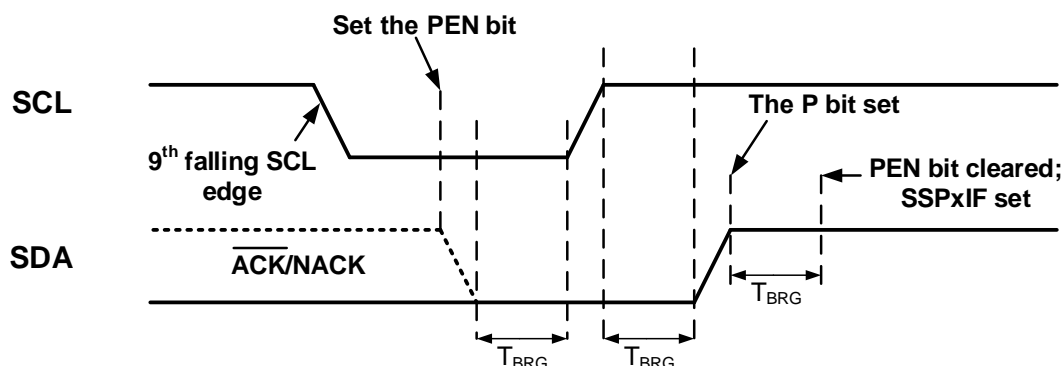 Set the PEN bit
SCL
The P bit set
9th falling SCL
edge
PEN bit cleared;
SSPxIF set
SDA
ACK/NACK
TBRG
TBRG
TBRG